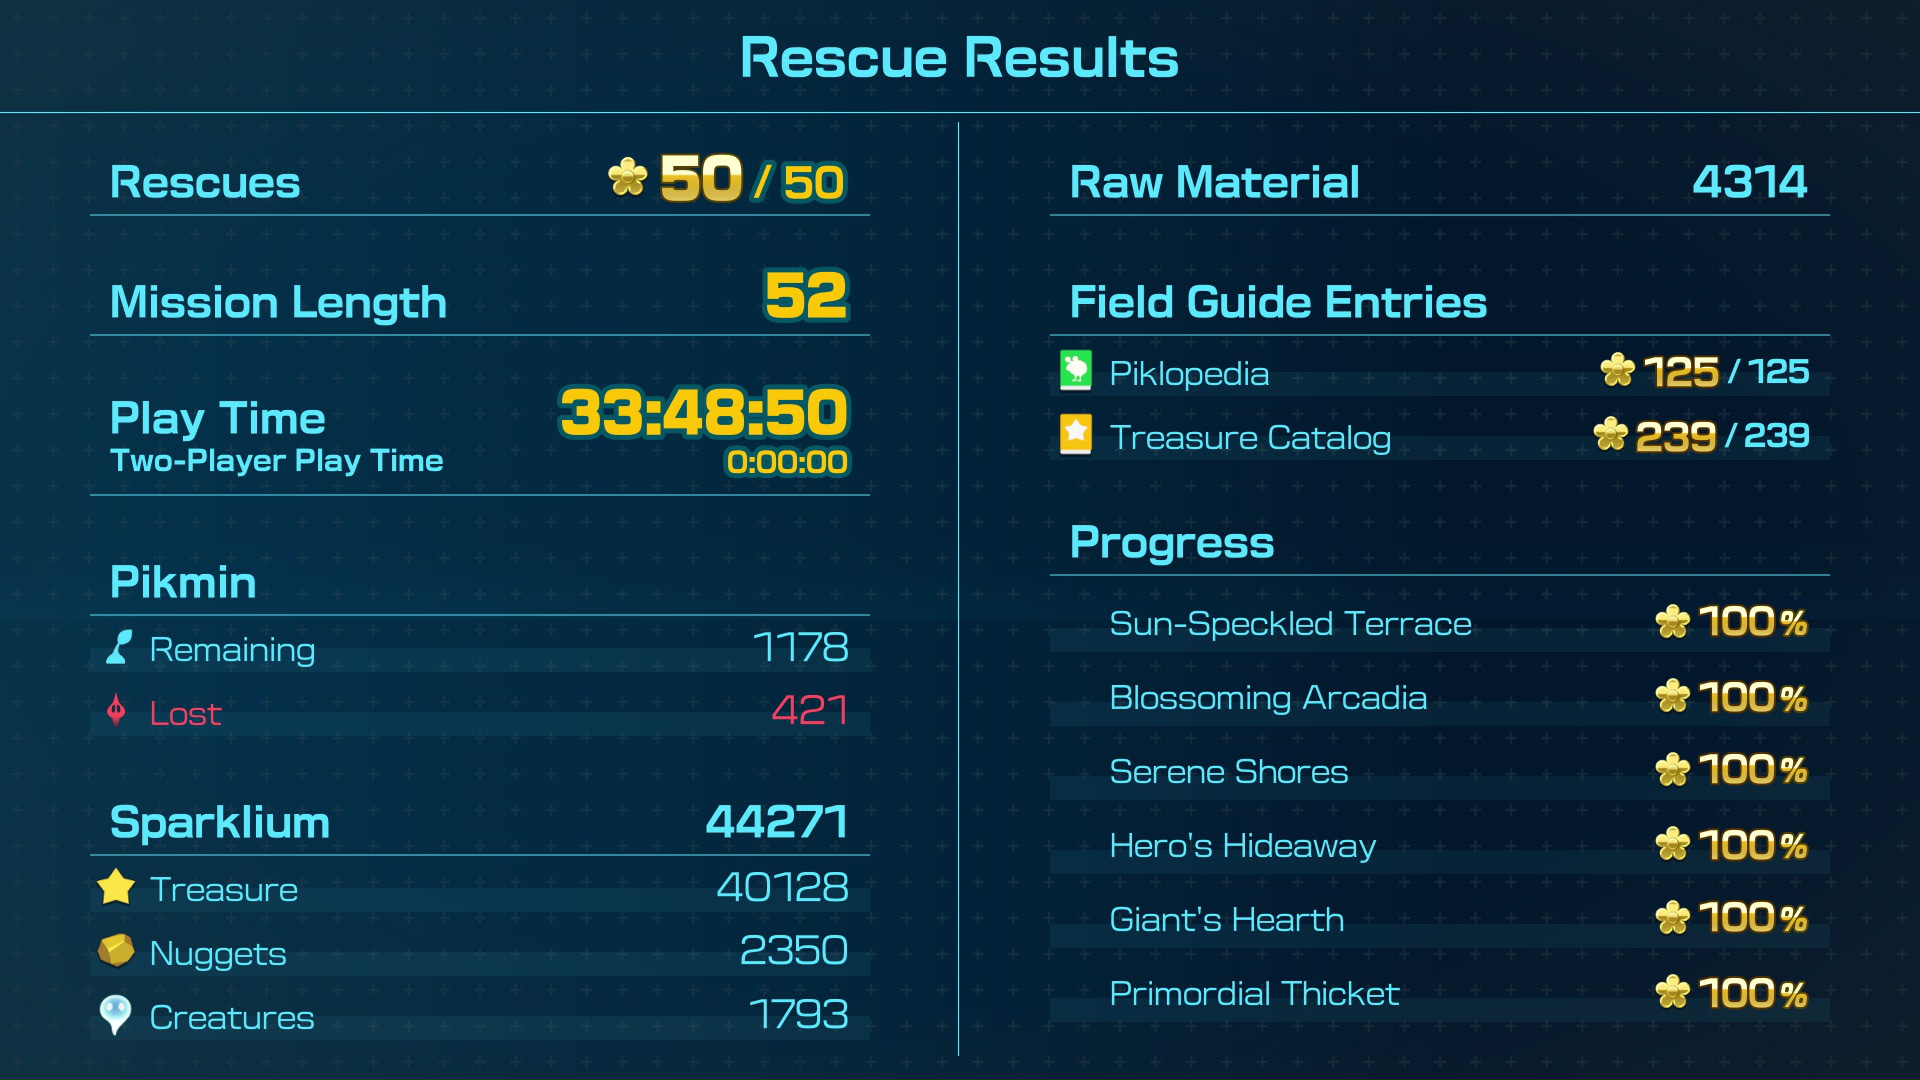 Rescue Results
Rescues 50 / 50
Mission Length 52
Play Time 33:48:50
Two-Player Play Time 0:00:00
Pikmin
Remaining 1178
Lost 421
Sparklium 44271
Treasure 40128
Nuggets 2350
Creatures 1793
Raw Material 4314
Field Guide Entries
Piklopedia 125 / 125
Treasure Catalog 239 / 239
Progress
Sun-Speckled Terrace 100%
Blossoming Arcadia 100%
Serene Shores 100%
Hero's Hideaway 100%
Giant's Hearth 100%
Primordial Thicket 100%